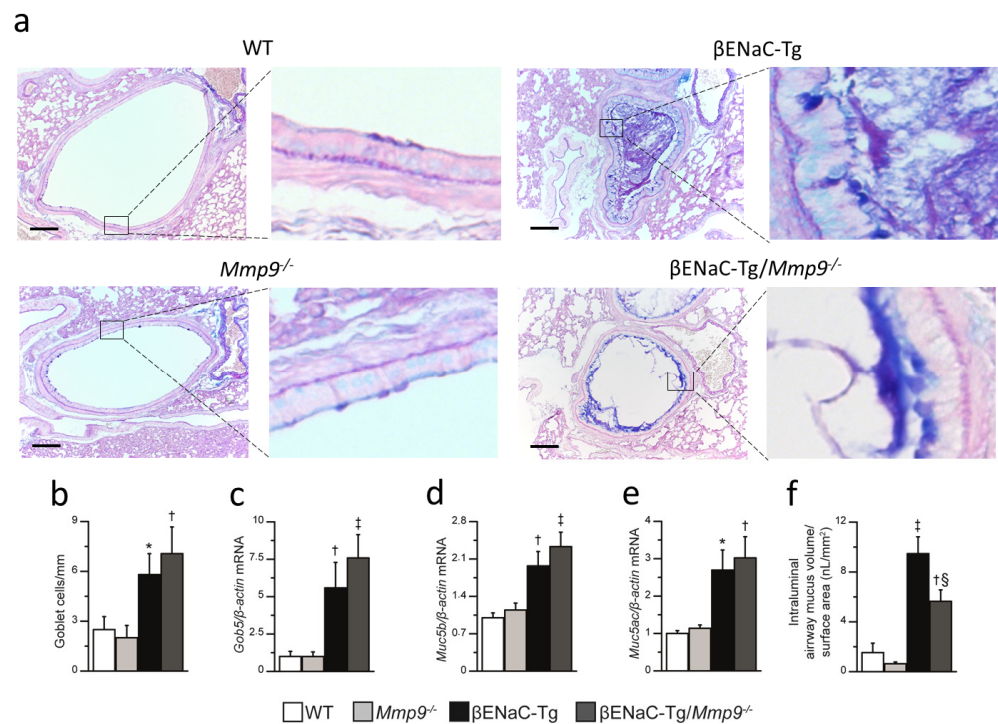 a
WT
βENaC-Tg
Mmp9-/-
βENaC-Tg/Mmp9-/-
b
Goblet cells/mm
9
6
3
0
*
†
c
Gob5/β-actin mRNA
10
7.5
5
2.5
0
†
‡
d
Muc5b/β-actin mRNA
2.8
2.1
1.4
0.7
0
†
‡
e
Muc5ac/β-actin mRNA
4
3
2
1
0
*
†
f
Intraluminal
airrway mucus volume/
surface area (nL/mm²)
12
8
4
0
‡
†§
WT
Mmp9-/-
βENaC-Tg
βENaC-Tg/Mmp9-/-